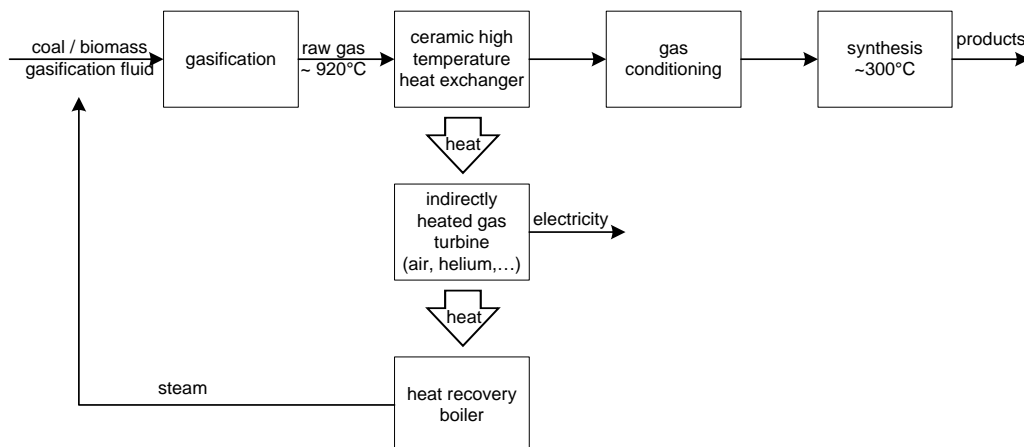 coal / biomass
gasification fluid
gasification
raw gas
~ 920°C
ceramic high
temperature
heat exchanger
gas
conditioning
synthesis
~300°C
products
heat
indirectly
heated gas
turbine
(air, helium,...)
electricity
heat
heat recovery
boiler
steam